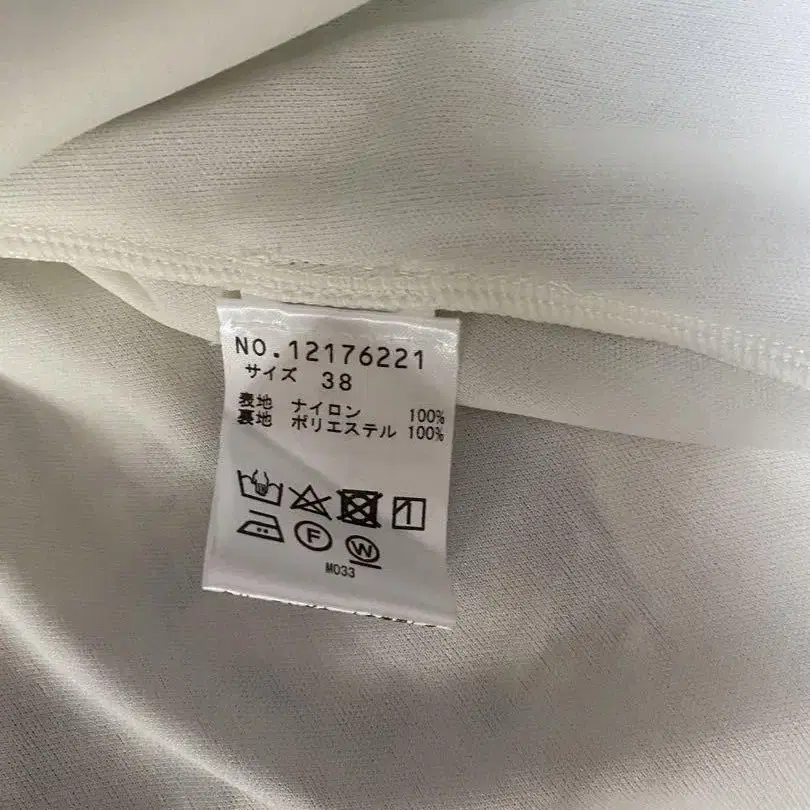 NO.12176221
サイズ 38
表地 ナイロン 100%
裏地 ポリエステル 100%
F W
M033